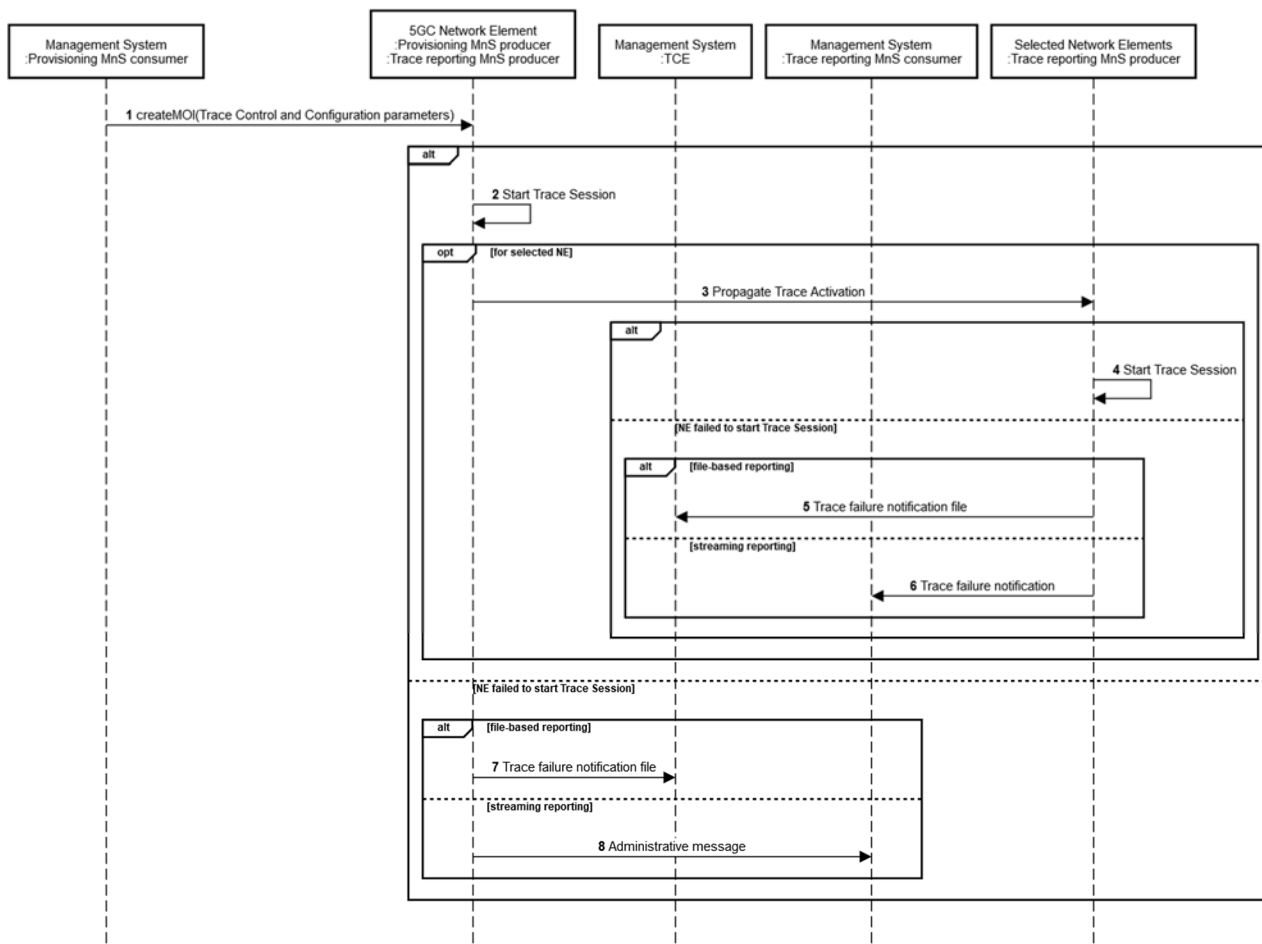 Management System
:Provisioning MnS consumer
5GC Network Element
:Provisioning MnS producer
:Trace reporting MnS producer
Management System
:TCE
Management System
:Trace reporting MnS consumer
Selected Network Elements
:Trace reporting MnS producer
1 createMOI(Trace Control and Configuration parameters)
alt
2 Start Trace Session
opt [for selected NE]
3 Propagate Trace Activation
alt
4 Start Trace Session
[NE failed to start Trace Session]
alt [file-based reporting]
5 Trace failure notification file
[streaming reporting]
6 Trace failure notification
[NE failed to start Trace Session]
alt [file-based reporting]
7 Trace failure notification file
[streaming reporting]
8 Administrative message